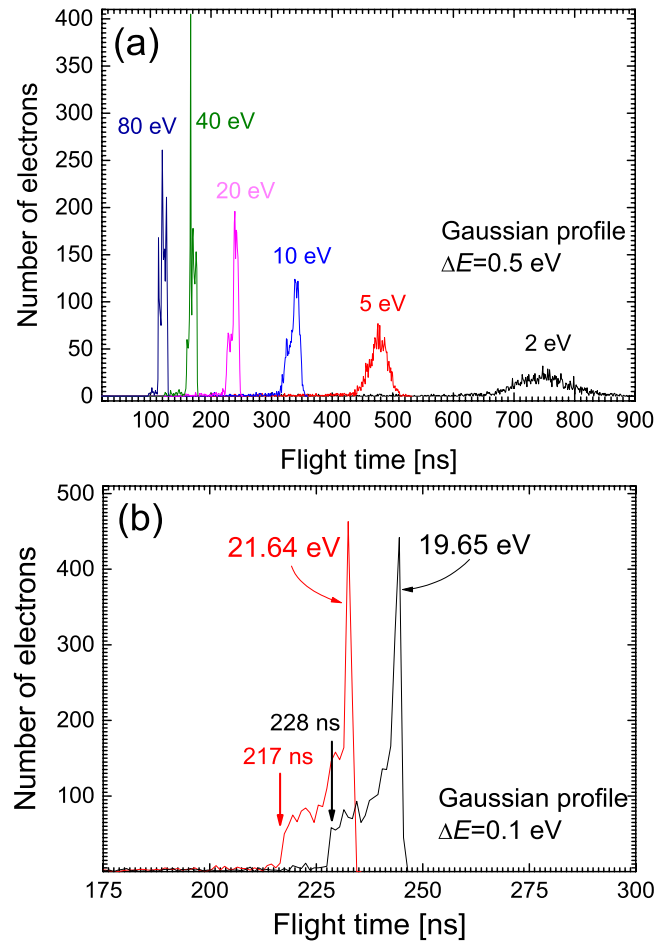 (a)
400
350
300
250
200
150
100
50
0
Number of electrons
80 eV
40 eV
20 eV
10 eV
5 eV
2 eV
Gaussian profile
ΔE=0.5 eV
100 200 300 400 500 600 700 800 900
Flight time [ns]
(b)
500
400
300
200
100
Number of electrons
21.64 eV
19.65 eV
228 ns
217 ns
Gaussian profile
ΔE=0.1 eV
175 200 225 250 275 300
Flight time [ns]